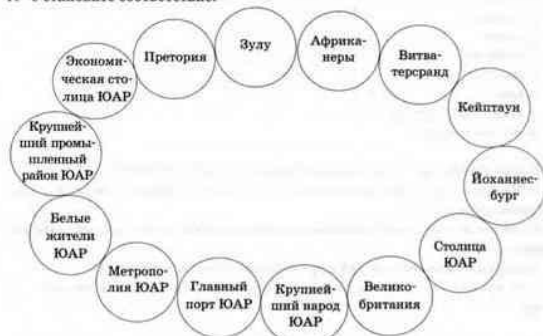 Зулу
Африка-
неры
Витва-
терсранд
Кейптаун
Йоханнес-
бург
Столица
ЮАР
Велико-
британия
Крупней-
ший народ
ЮАР
Главный
порт ЮАР
Метропо-
лия ЮАР
Белые
жители
ЮАР
Крупней-
ший промы-
шленный
район ЮАР
Экономи-
ческая сто-
лица ЮАР
Претория